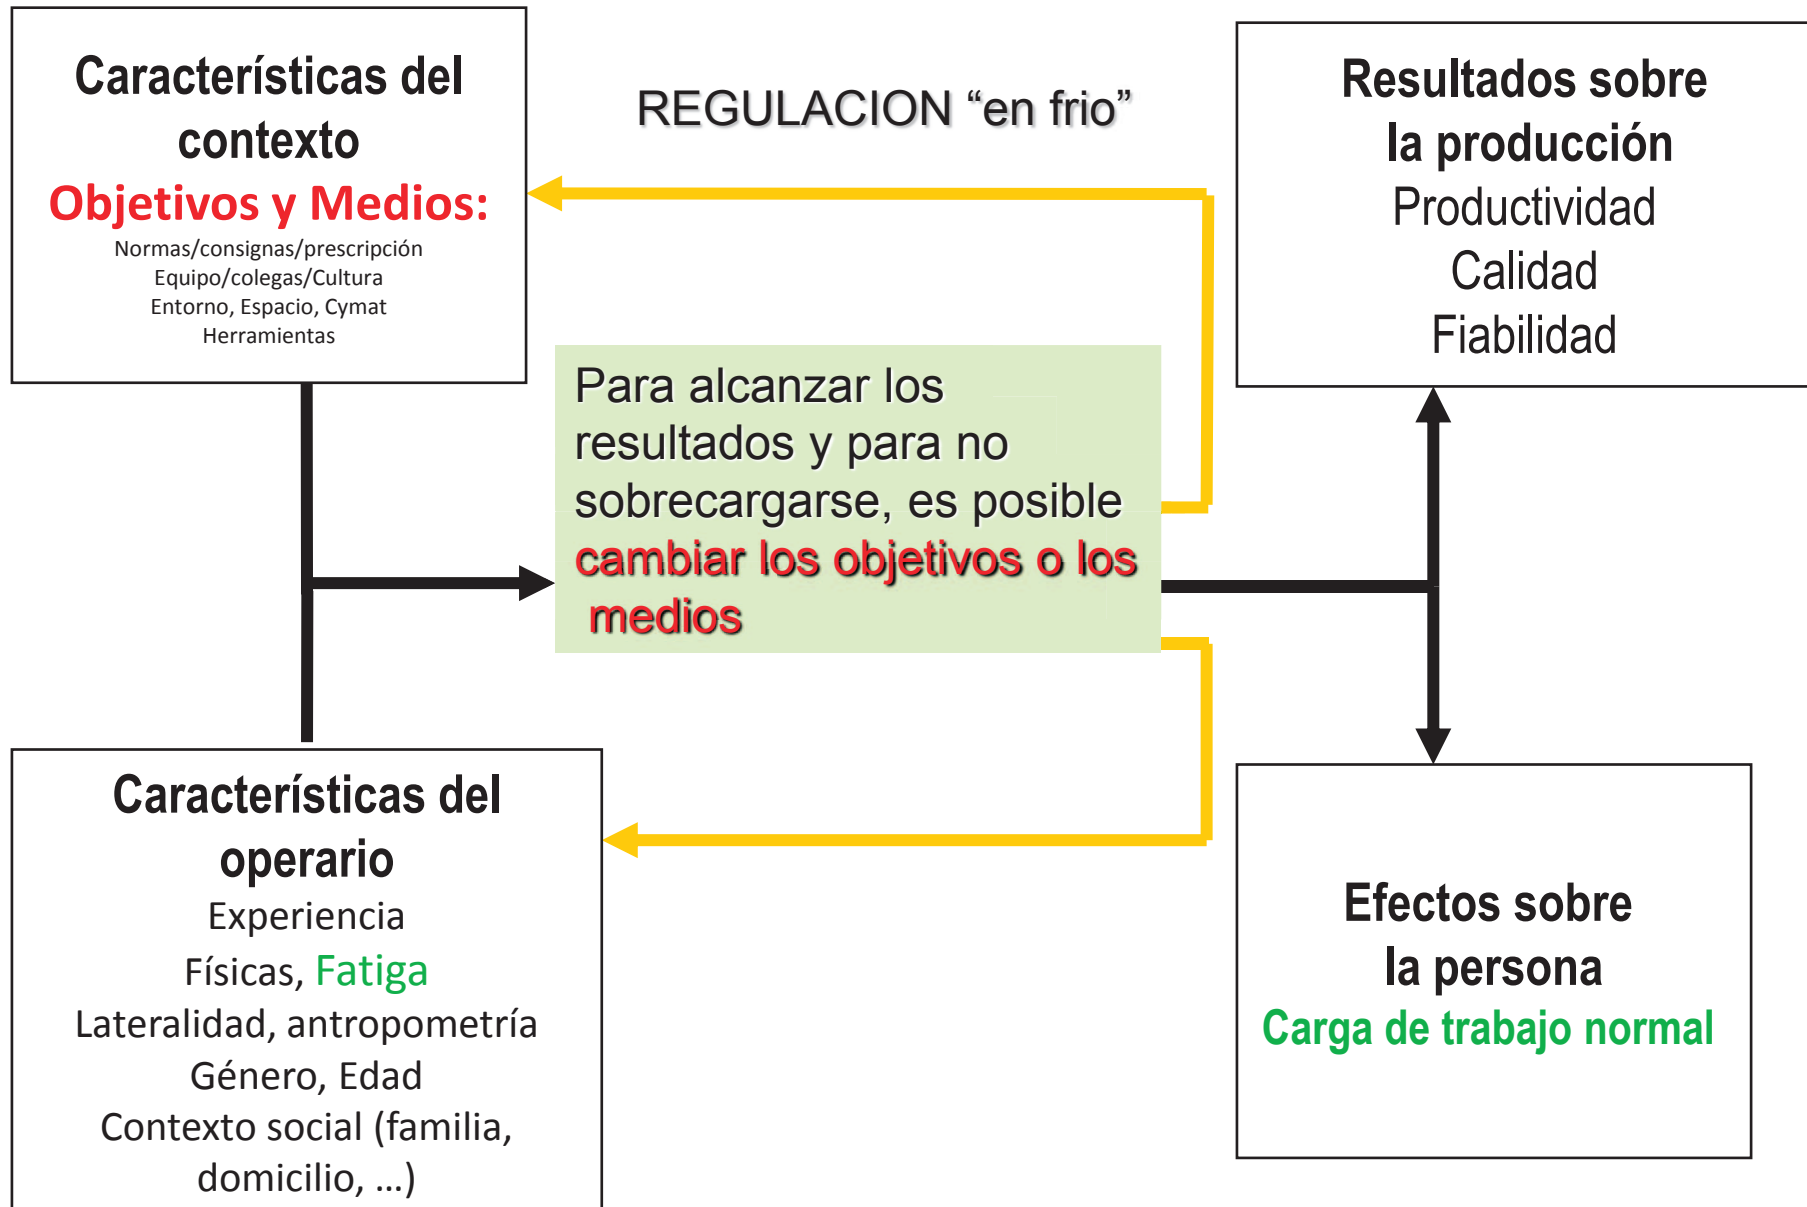 Características del
contexto
Objetivos y Medios:
Normas/consignas/prescripción
Equipo/colegas/Cultura
Entorno, Espacio, Cymat
Herramientas
REGULACION “en frio”
Resultados sobre
la producción
Productividad
Calidad
Fiabilidad
Para alcanzar los
resultados y para no
sobrecargarse, es posible
cambiar los objetivos o los
medios
Características del
operario
Experiencia
Físicas, Fatiga
Lateralidad, antropometría
Género, Edad
Contexto social (familia,
domicilio, ...)
Efectos sobre
la persona
Carga de trabajo normal